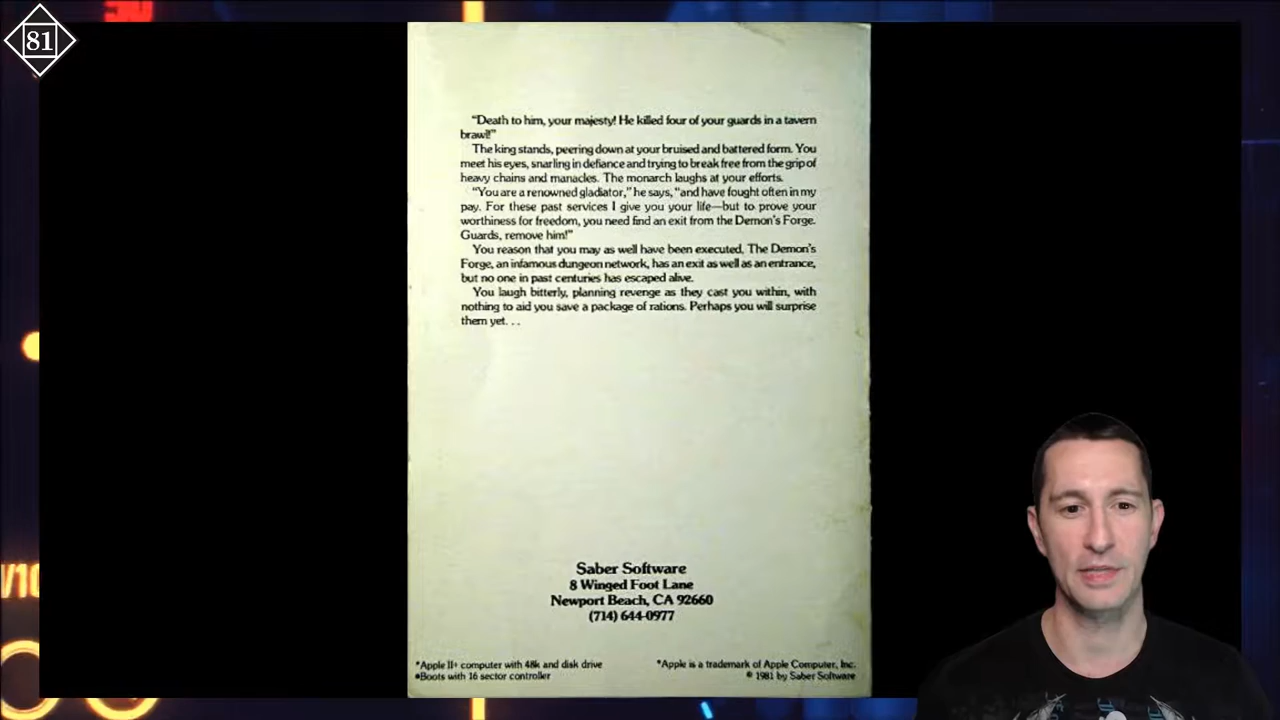 81
"Death to him, your majesty! He killed four of your guards in a tavern
brawl!"
The king stands, peering down at your bruised and battered form. You
meet his eyes, snarling in defiance and trying to break free from the grip of
heavy chains and manacles. The monarch laughs at your efforts.
"You are a renowned gladiator," he says, "and have fought often in my
pay. For these past services I give you your life—but to prove your
worthiness for freedom, you need find an exit from the Demon's Forge.
Guards, remove him!"
You reason that you may as well have been executed. The Demon's
Forge, an infamous dungeon network, has an exit as well as an entrance,
but no one in past centuries has escaped alive.
You laugh bitterly, planning revenge as they cast you within, with
nothing to aid you save a package of rations. Perhaps you will surprise
them yet. . .
Saber Software
8 Winged Foot Lane
Newport Beach, CA 92660
(714) 644-0977
*Apple II+ computer with 48k and disk drive
*Boots with 16 sector controller
*Apple is a trademark of Apple Computer, Inc.
© 1981 by Saber Software